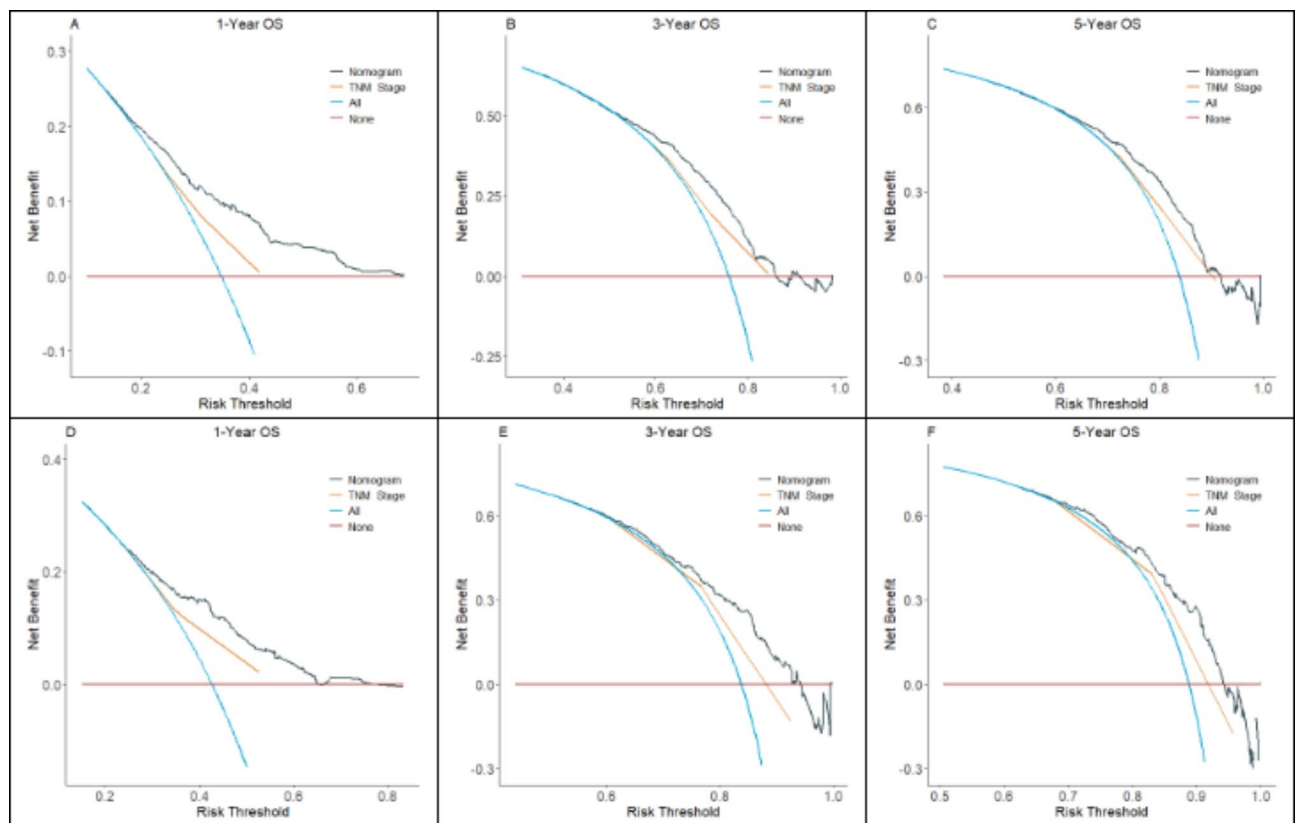 A
1-Year OS
0.3
0.2
0.1
0.0
-0.1
Net Benefit
Nomogram
TNM Stage
All
None
0.2 0.4 0.6
Risk Threshold
B
3-Year OS
0.50
0.25
0.00
-0.25
Net Benefit
Nomogram
TNM Stage
All
None
0.4 0.6 0.8 1.0
Risk Threshold
C
5-Year OS
0.6
0.3
0.0
-0.3
Net Benefit
Nomogram
TNM Stage
All
None
0.4 0.6 0.8 1.0
Risk Threshold
D
1-Year OS
0.4
0.2
0.0
Net Benefit
Nomogram
TNM Stage
All
None
0.2 0.4 0.6 0.8
Risk Threshold
E
3-Year OS
0.6
0.3
0.0
-0.3
Net Benefit
Nomogram
TNM Stage
All
None
0.6 0.8 1.0
Risk Threshold
F
5-Year OS
0.6
0.3
0.0
-0.3
Net Benefit
Nomogram
TNM Stage
All
None
0.5 0.6 0.7 0.8 0.9 1.0
Risk Threshold